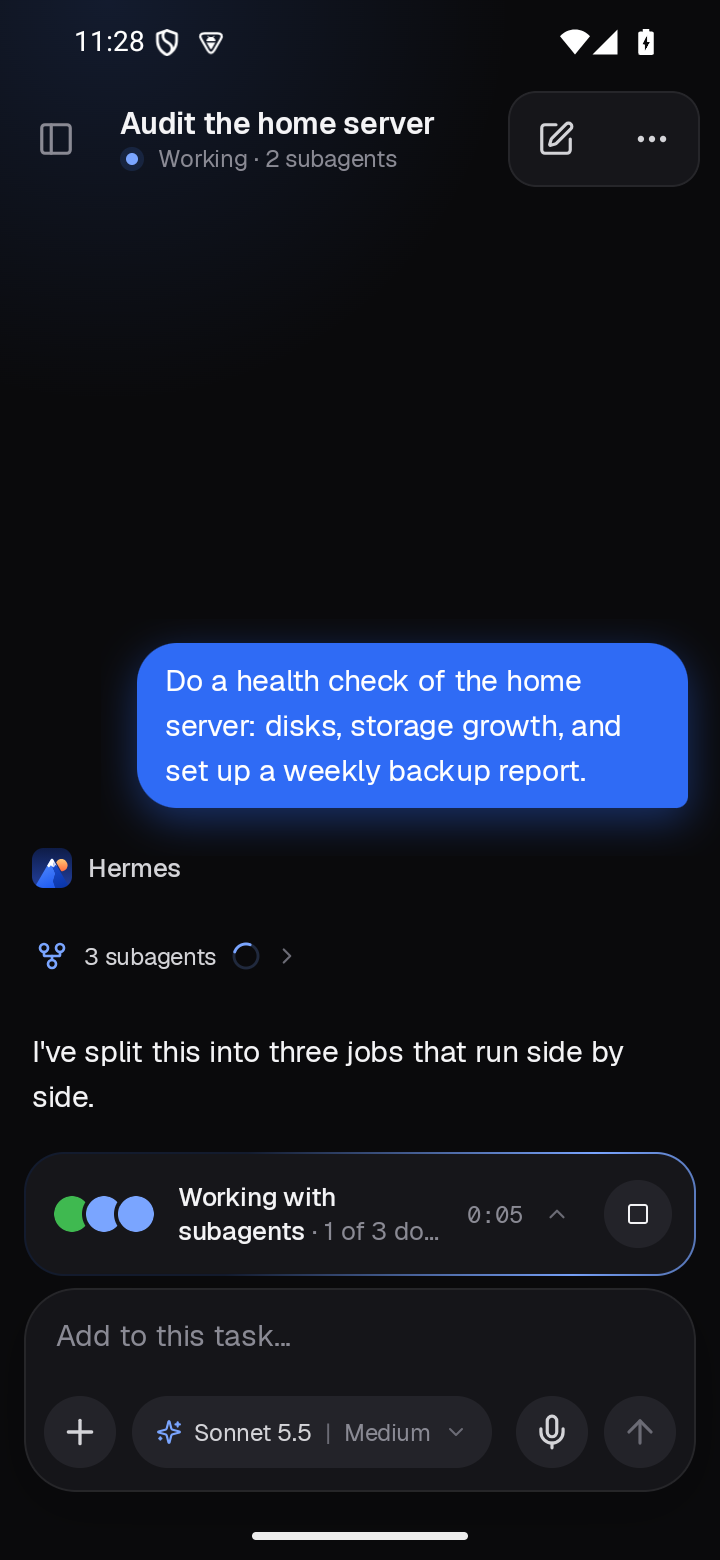 11:28
Audit the home server
Working · 2 subagents
Do a health check of the home
server: disks, storage growth, and
set up a weekly backup report.
Hermes
3 subagents
I've split this into three jobs that run side by
side.
Working with
subagents · 1 of 3 do…
0:05
Add to this task…
Sonnet 5.5 | Medium